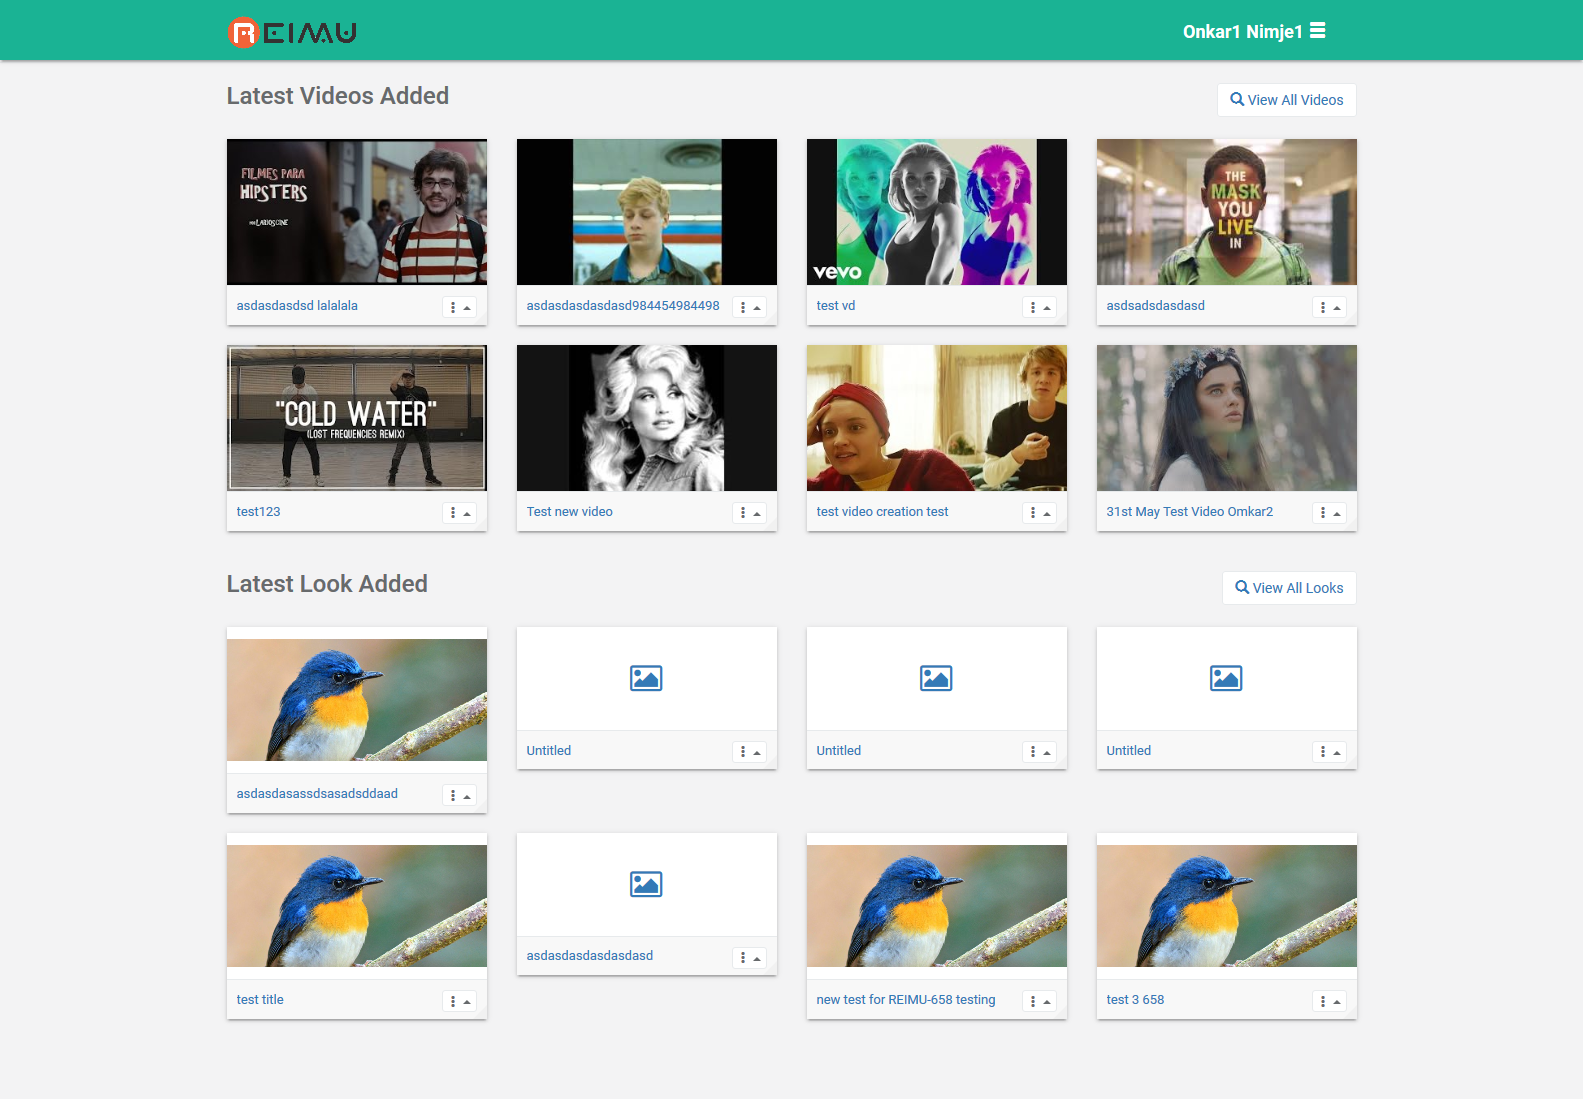 REIMU
Onkar1 Nimje1
Latest Videos Added
View All Videos
FILMES PARA
HIPSTERS
vevo
THE
MASK
YOU
LIVE
IN
asdasdasdsd lalalala
asdasdasdasdasd984454984498
test vd
asdsadsdasdasd
"COLD WATER"
(LOST FREQUENCIES REMIX)
test123
Test new video
test video creation test
31st May Test Video Omkar2
Latest Look Added
View All Looks
asdasdasassdsasadsddaad
Untitled
Untitled
Untitled
test title
asdasdasdasdasdasd
new test for REIMU-658 testing
test 3 658